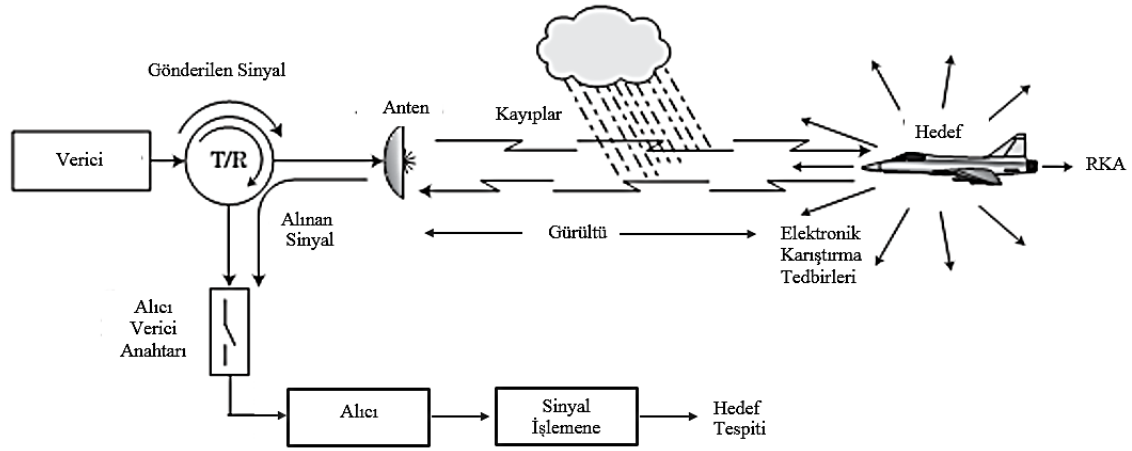 Gönderilen Sinyal
Verici
T/R
Anten
Kayıplar
Hedef
RKA
Alınan
Sinyal
Gürültü
Elektronik
Karıştırma
Tedbirleri
Alıcı
Verici
Anahtarı
Alıcı
Sinyal
İşlemene
Hedef
Tespiti